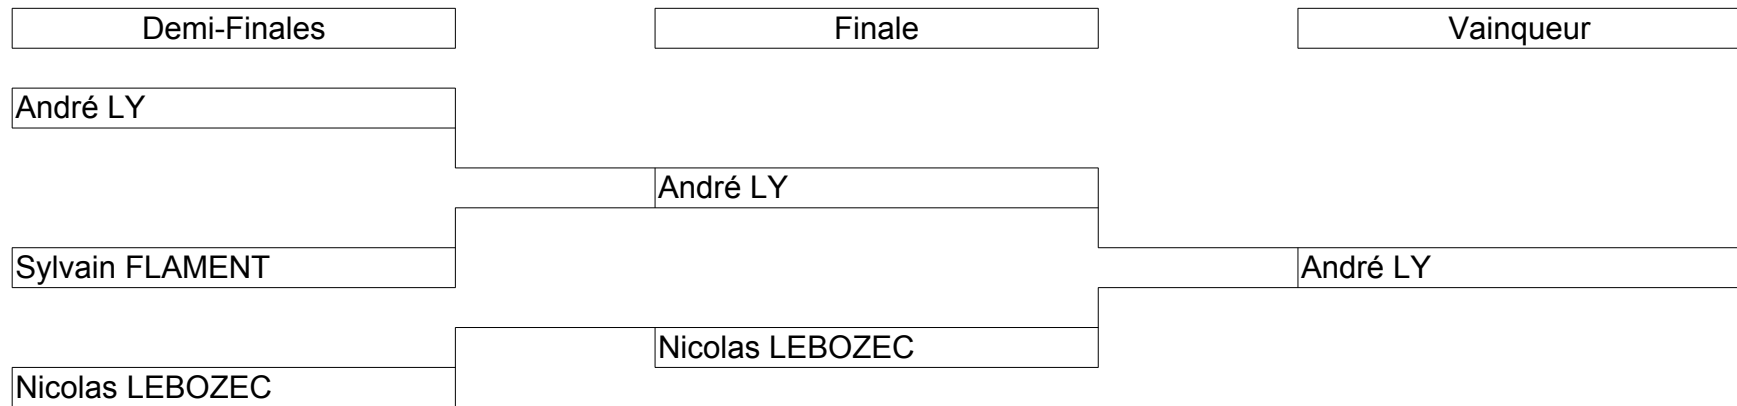 Demi-Finales Finale Vainqueur
André LY
André LY
Sylvain FLAMENT
André LY
Nicolas LEBOZEC
Nicolas LEBOZEC